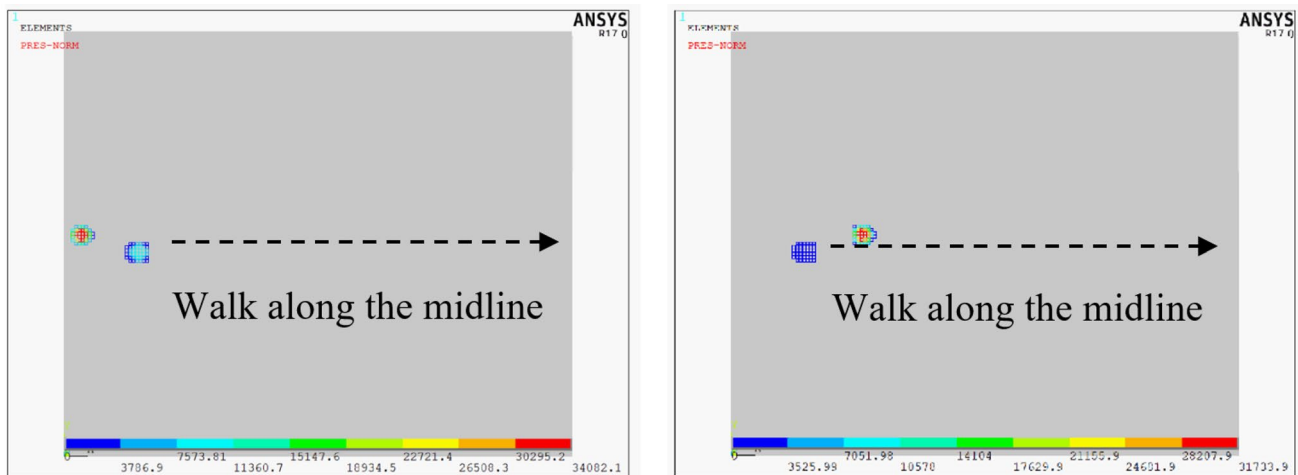 1
ELEMENTS
PRES-NORM
ANSYS
R17.0
Walk along the midline
0
3786.9
7573.81
11360.7
15147.6
18934.5
22721.4
26508.3
30295.2
34082.1
1
ELEMENTS
PRES-NORM
ANSYS
R17.0
Walk along the midline
0
3525.99
7051.98
10578
14104
17629.9
21155.9
24681.9
28207.9
31733.9